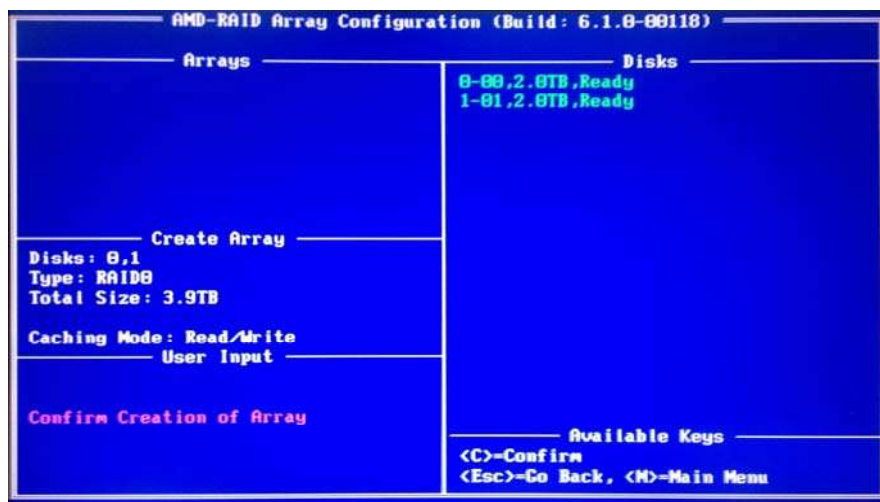 AMD-RAID Array Configuration (Build: 6.1.0-00118)
Arrays
Disks
0-00,2.0TB,Ready
1-01,2.0TB,Ready
Create Array
Disks: 0,1
Type: RAID0
Total Size: 3.9TB
Caching Mode: Read/Write
User Input
Confirm Creation of Array
Available Keys
<C>=Confirm
<Esc>=Go Back, <M>=Main Menu